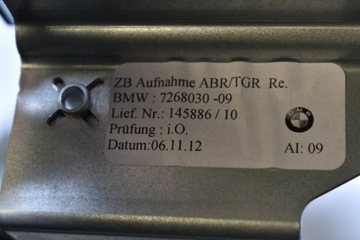 ZB Aufnahme ABR/TGR Re.
BMW : 7268030 -09
Lief. Nr.: 145886 / 10
Prüfung : i.O.
Datum:06.11.12
AI: 09